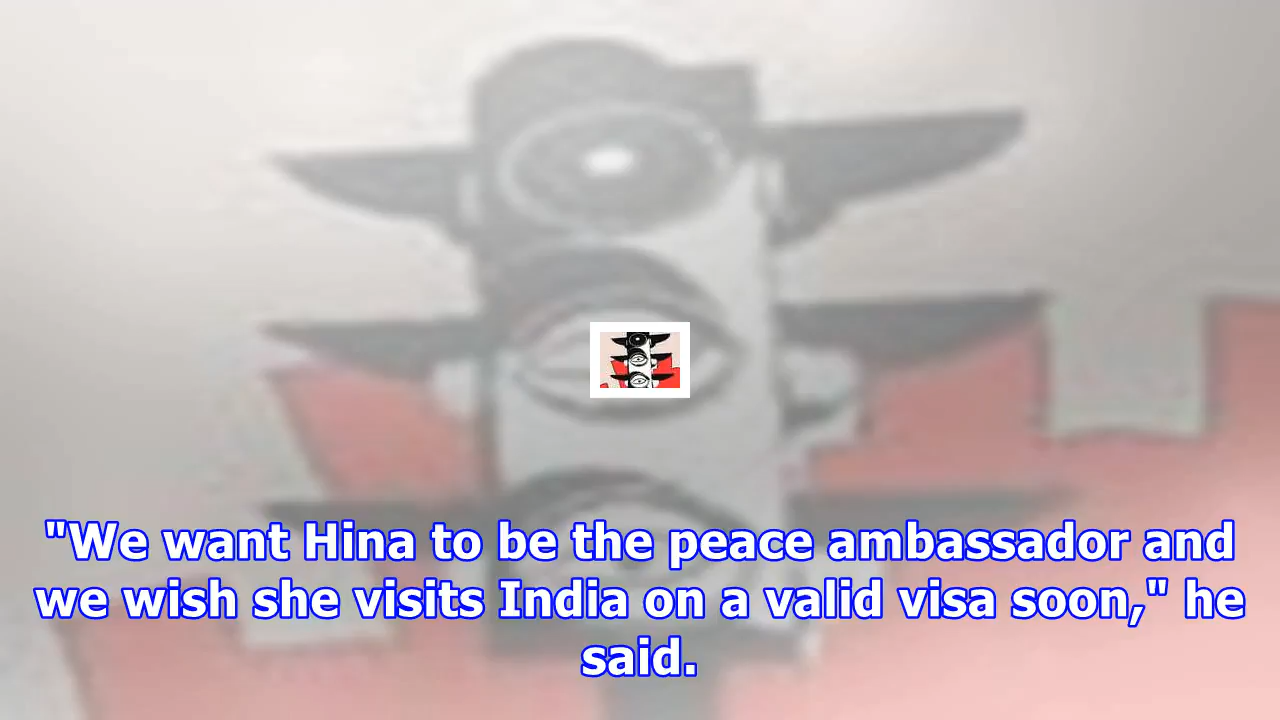 "We want Hina to be the peace ambassador and
we wish she visits India on a valid visa soon," he
said.